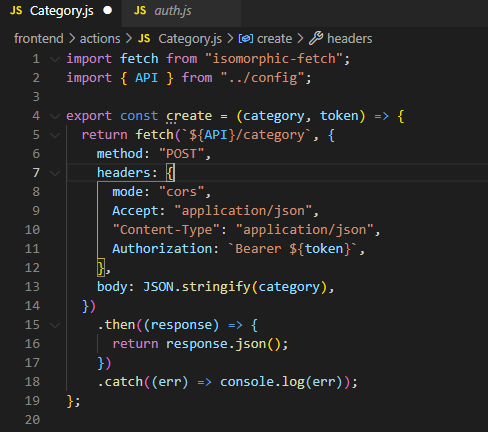 JS Category.js ● JS auth.js
frontend > actions > JS Category.js > create > headers
1 import fetch from "isomorphic-fetch";
2 import { API } from "../config";
3
4 export const create = (category, token) => {
5 return fetch(`${API}/category`, {
6 method: "POST",
7 headers: {
8 mode: "cors",
9 Accept: "application/json",
10 "Content-Type": "application/json",
11 Authorization: `Bearer ${token}`,
12 },
13 body: JSON.stringify(category),
14 })
15 .then((response) => {
16 return response.json();
17 })
18 .catch((err) => console.log(err));
19 };
20